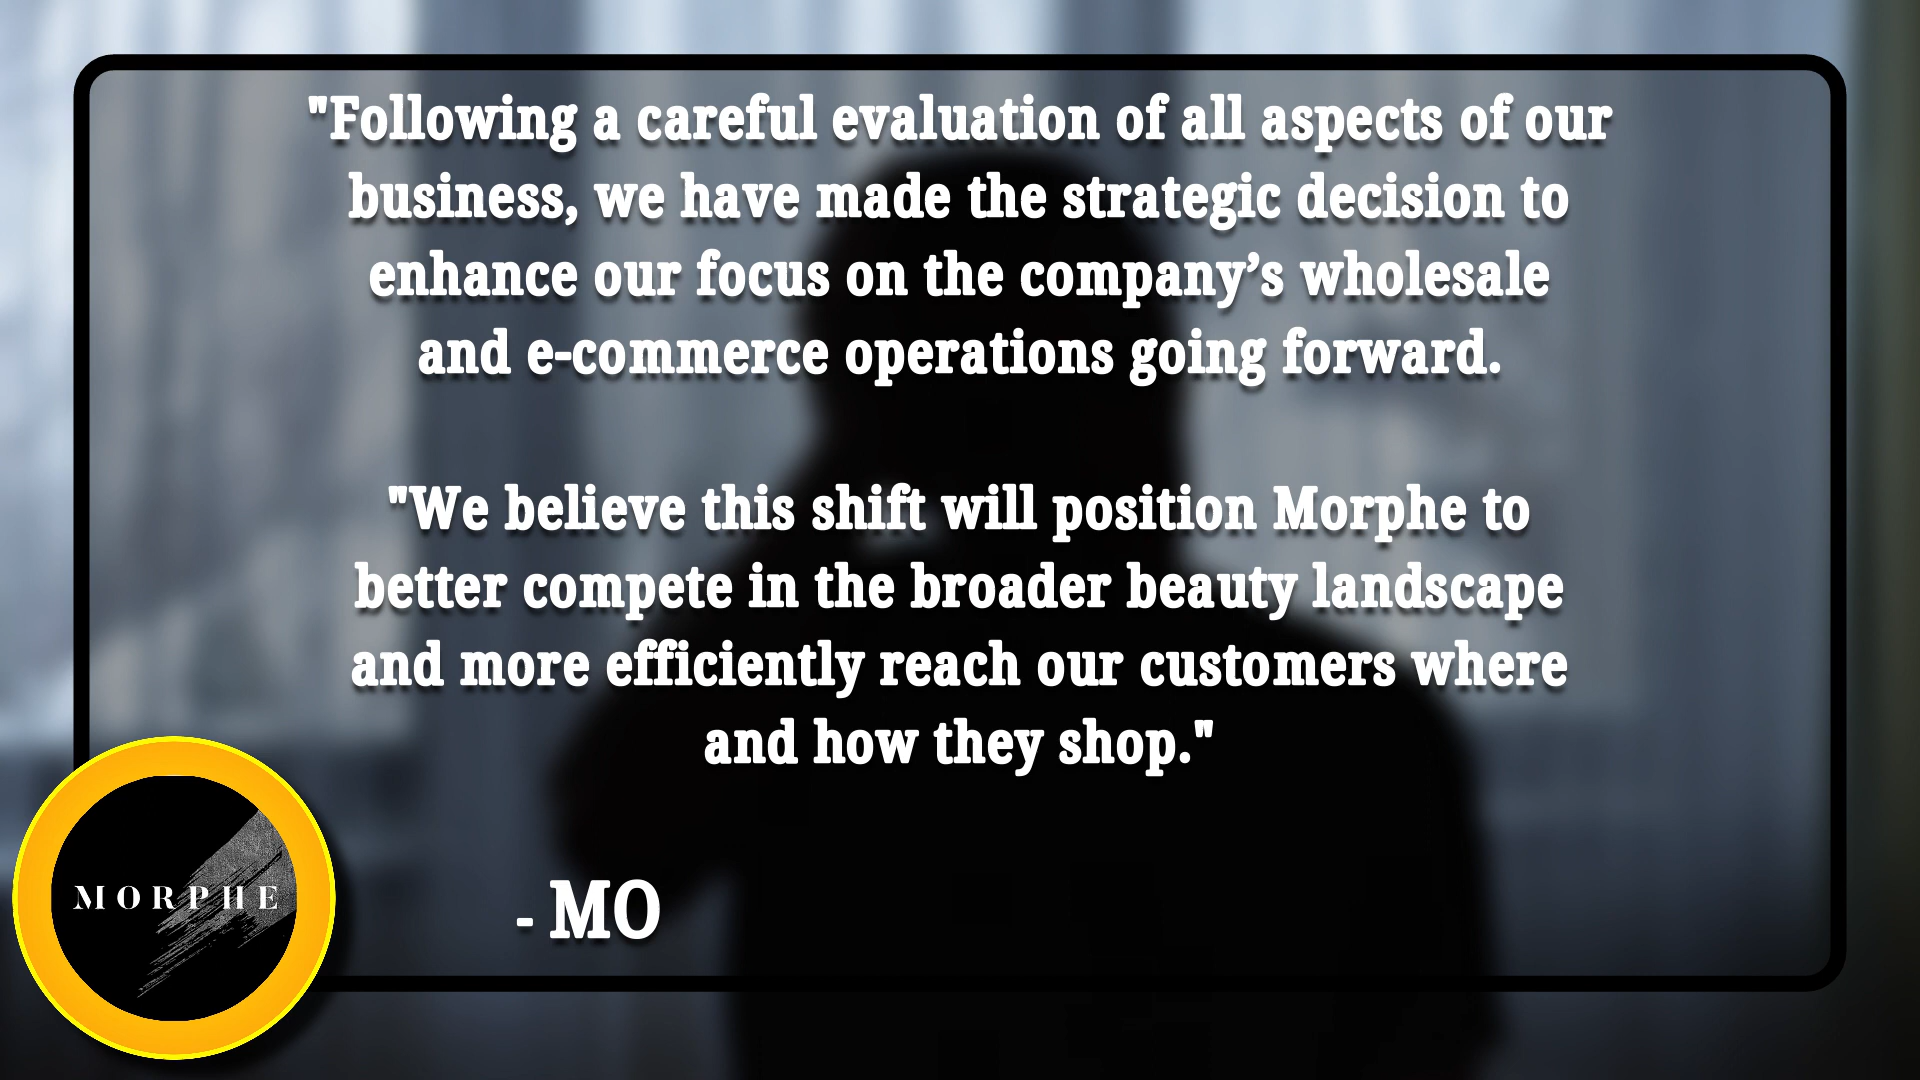 "Following a careful evaluation of all aspects of our
business, we have made the strategic decision to
enhance our focus on the company’s wholesale
and e-commerce operations going forward.
"We believe this shift will position Morphe to
better compete in the broader beauty landscape
and more efficiently reach our customers where
and how they shop."
- MO
MORPHE